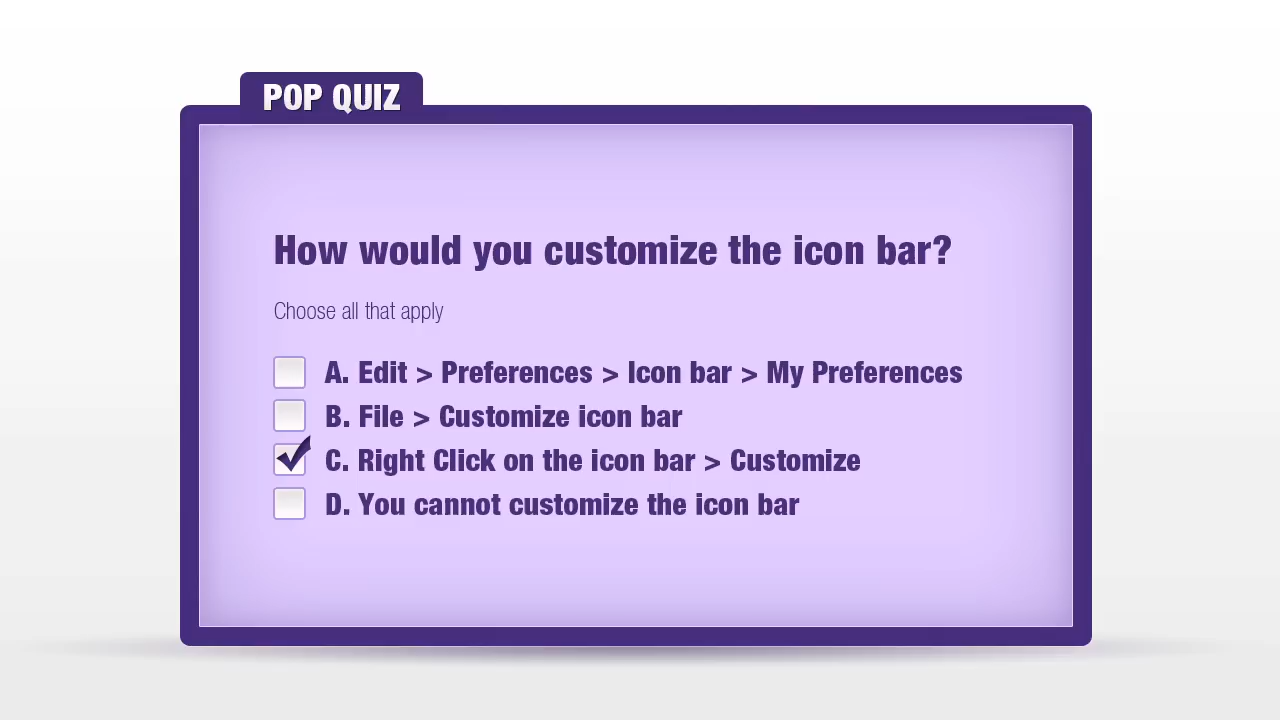 POP QUIZ
How would you customize the icon bar?
Choose all that apply
A. Edit > Preferences > Icon bar > My Preferences
B. File > Customize icon bar
C. Right Click on the icon bar > Customize
D. You cannot customize the icon bar